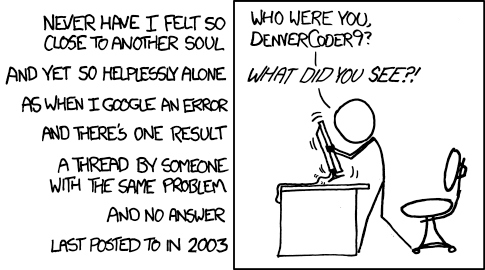 NEVER HAVE I FELT SO
CLOSE TO ANOTHER SOUL
AND YET SO HELPLESSLY ALONE
AS WHEN I GOOGLE AN ERROR
AND THERE'S ONE RESULT
A THREAD BY SOMEONE
WITH THE SAME PROBLEM
AND NO ANSWER
LAST POSTED TO IN 2003
WHO WERE YOU,
DENVERCODER9?
WHAT DID YOU SEE?!